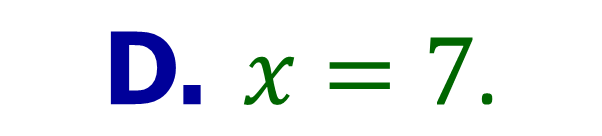 D. x = 7.